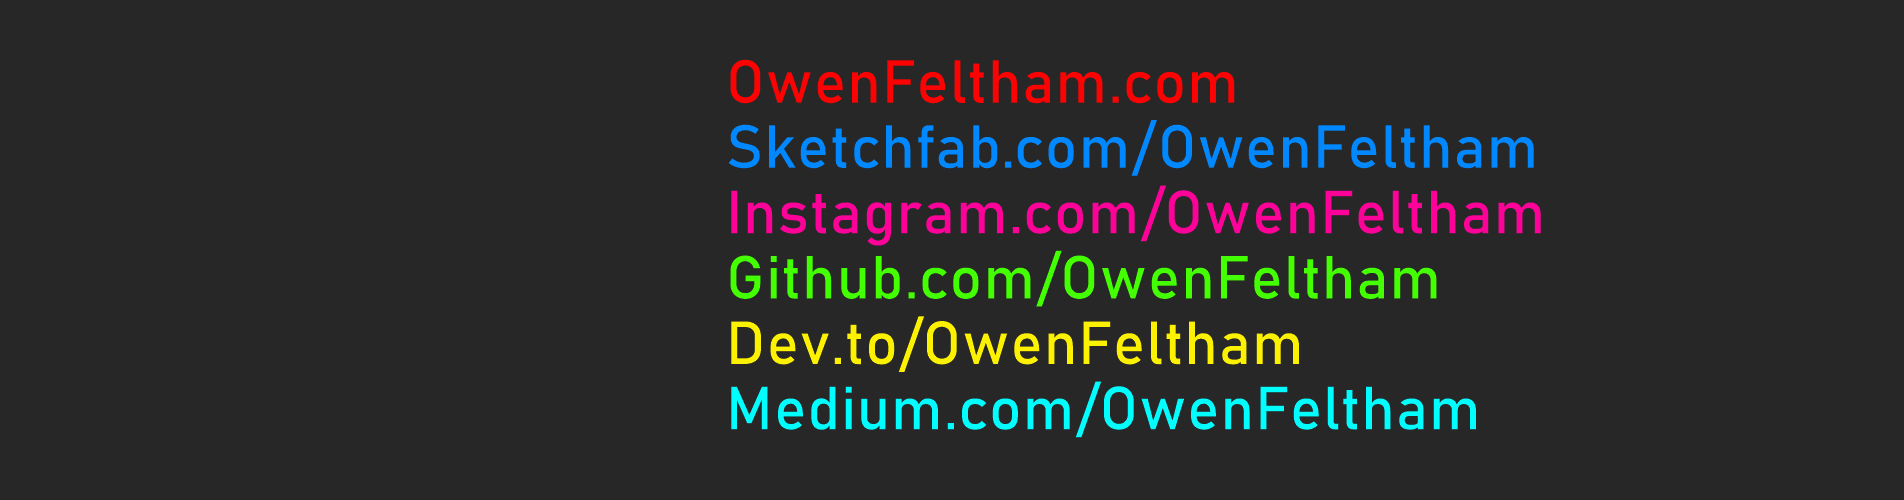 OwenFeltham.com
Sketchfab.com/OwenFeltham
Instagram.com/OwenFeltham
Github.com/OwenFeltham
Dev.to/OwenFeltham
Medium.com/OwenFeltham